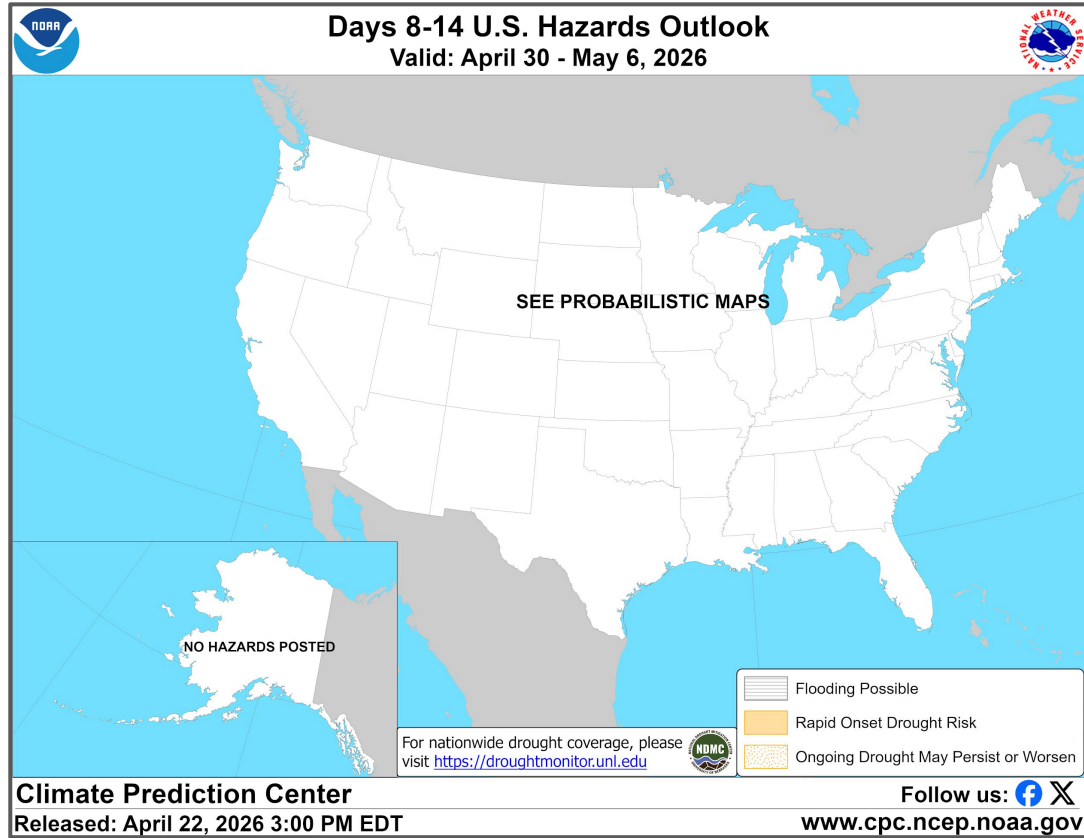 NOAA
Days 8-14 U.S. Hazards Outlook
Valid: April 30 - May 6, 2026
NATIONAL WEATHER SERVICE
SEE PROBABILISTIC MAPS
NO HAZARDS POSTED
Flooding Possible
Rapid Onset Drought Risk
Ongoing Drought May Persist or Worsen
For nationwide drought coverage, please
visit https://droughtmonitor.unl.edu
NDMC
Climate Prediction Center
Follow us:
Released: April 22, 2026 3:00 PM EDT
www.cpc.ncep.noaa.gov